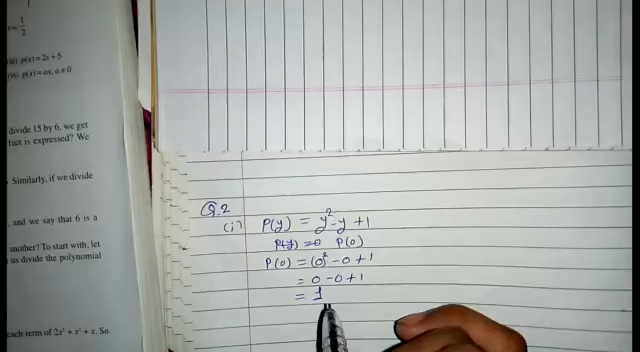 1/2
(iii) p(x) = 2x + 5
(vi) p(x) = ax, a ≠ 0
divide 15 by 6, we get
fact is expressed? We
. Similarly, if we divide
, and we say that 6 is a
another? To start with, let
us divide the polynomial
each term of 2x³ + x² + x. So
Q.2
(i) P(y) = y² - y + 1
P(y) = 0 P(0)
P(0) = (0)² - 0 + 1
= 0 - 0 + 1
= 1